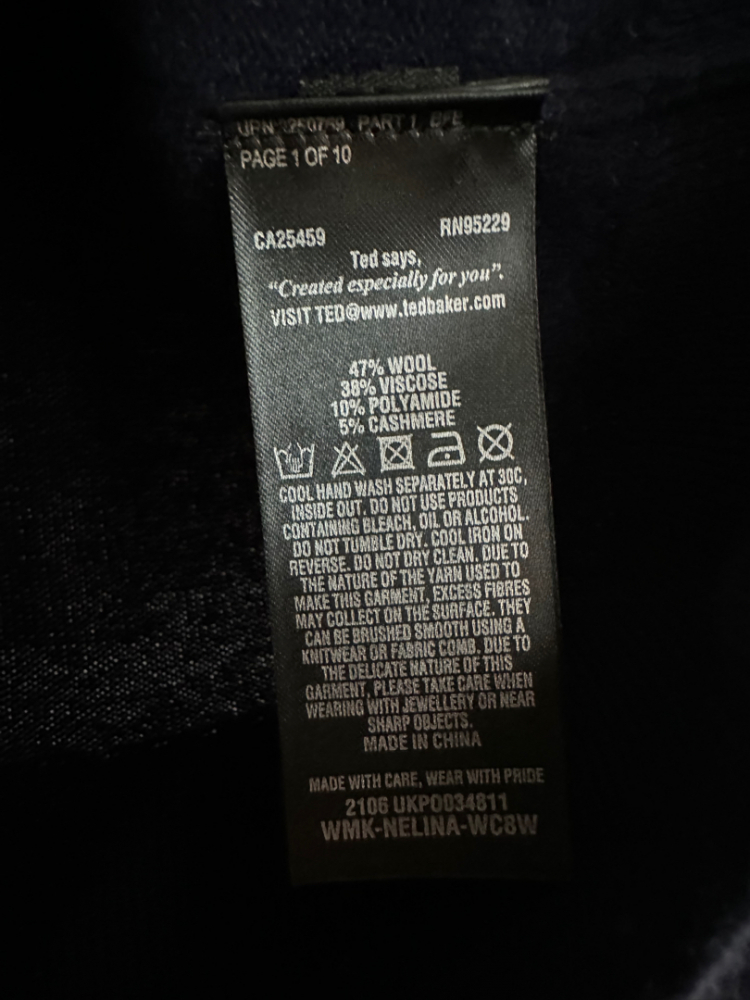 PART 1
PAGE 1 OF 10
CA25459 RN95229
Ted says,
“Created especially for you”.
VISIT TED@www.tedbaker.com
47% WOOL
38% VISCOSE
10% POLYAMIDE
5% CASHMERE
COOL HAND WASH SEPARATELY AT 30C,
INSIDE OUT. DO NOT USE PRODUCTS
CONTAINING BLEACH, OIL OR ALCOHOL.
DO NOT TUMBLE DRY. COOL IRON ON
REVERSE. DO NOT DRY CLEAN. DUE TO
THE NATURE OF THE YARN USED TO
MAKE THIS GARMENT, EXCESS FIBRES
MAY COLLECT ON THE SURFACE. THEY
CAN BE BRUSHED SMOOTH USING A
KNITWEAR OR FABRIC COMB. DUE TO
THE DELICATE NATURE OF THIS
GARMENT, PLEASE TAKE CARE WHEN
WEARING WITH JEWELLERY OR NEAR
SHARP OBJECTS.
MADE IN CHINA
MADE WITH CARE, WEAR WITH PRIDE
2106 UKPO034811
WMK-NELINA-WC8W